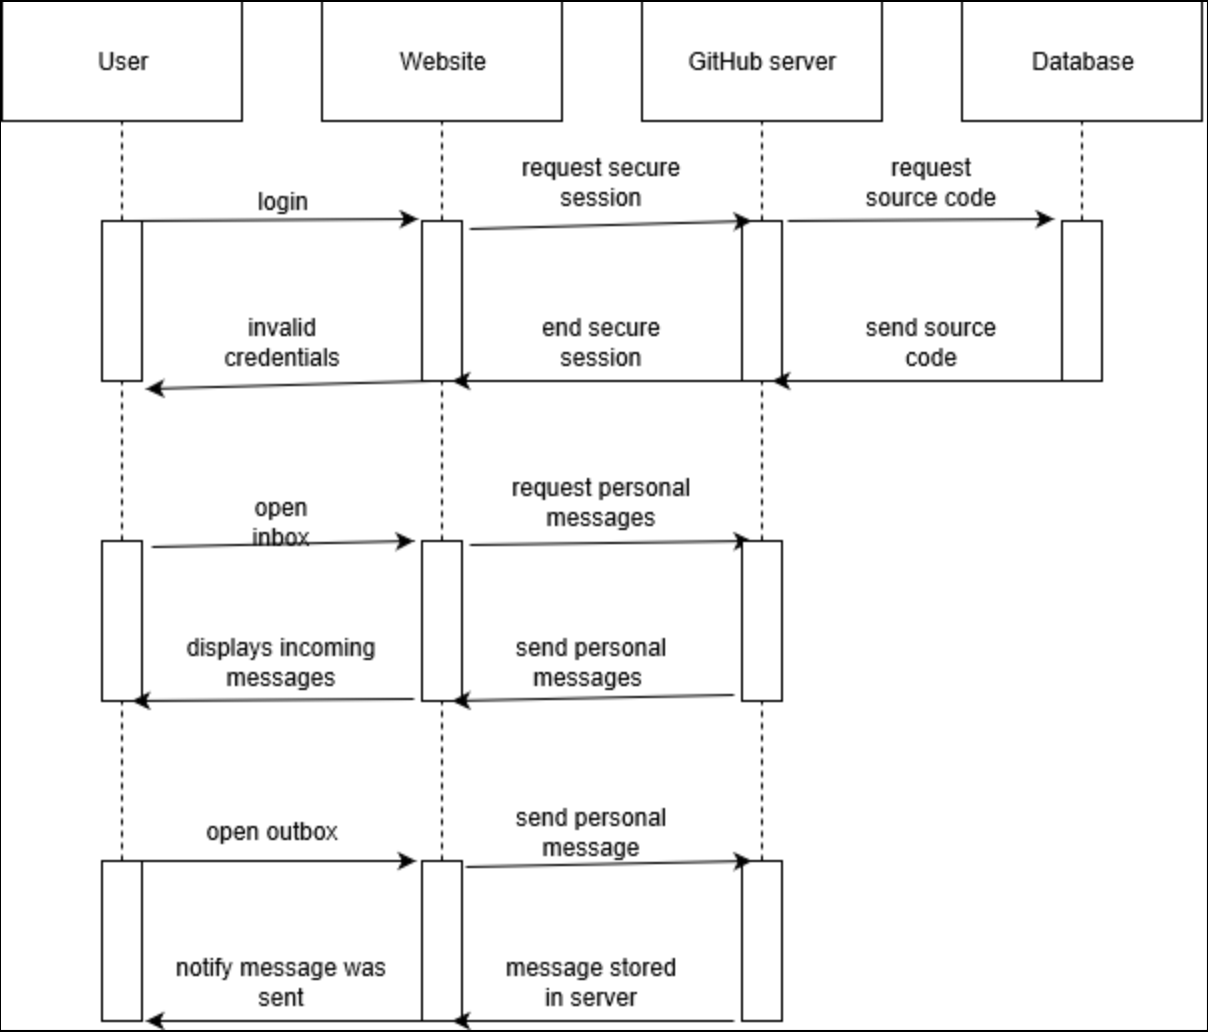 User
Website
GitHub server
Database
login
request secure
session
request
source code
invalid
credentials
end secure
session
send source
code
open
inbox
request personal
messages
displays incoming
messages
send personal
messages
open outbox
send personal
message
notify message was
sent
message stored
in server